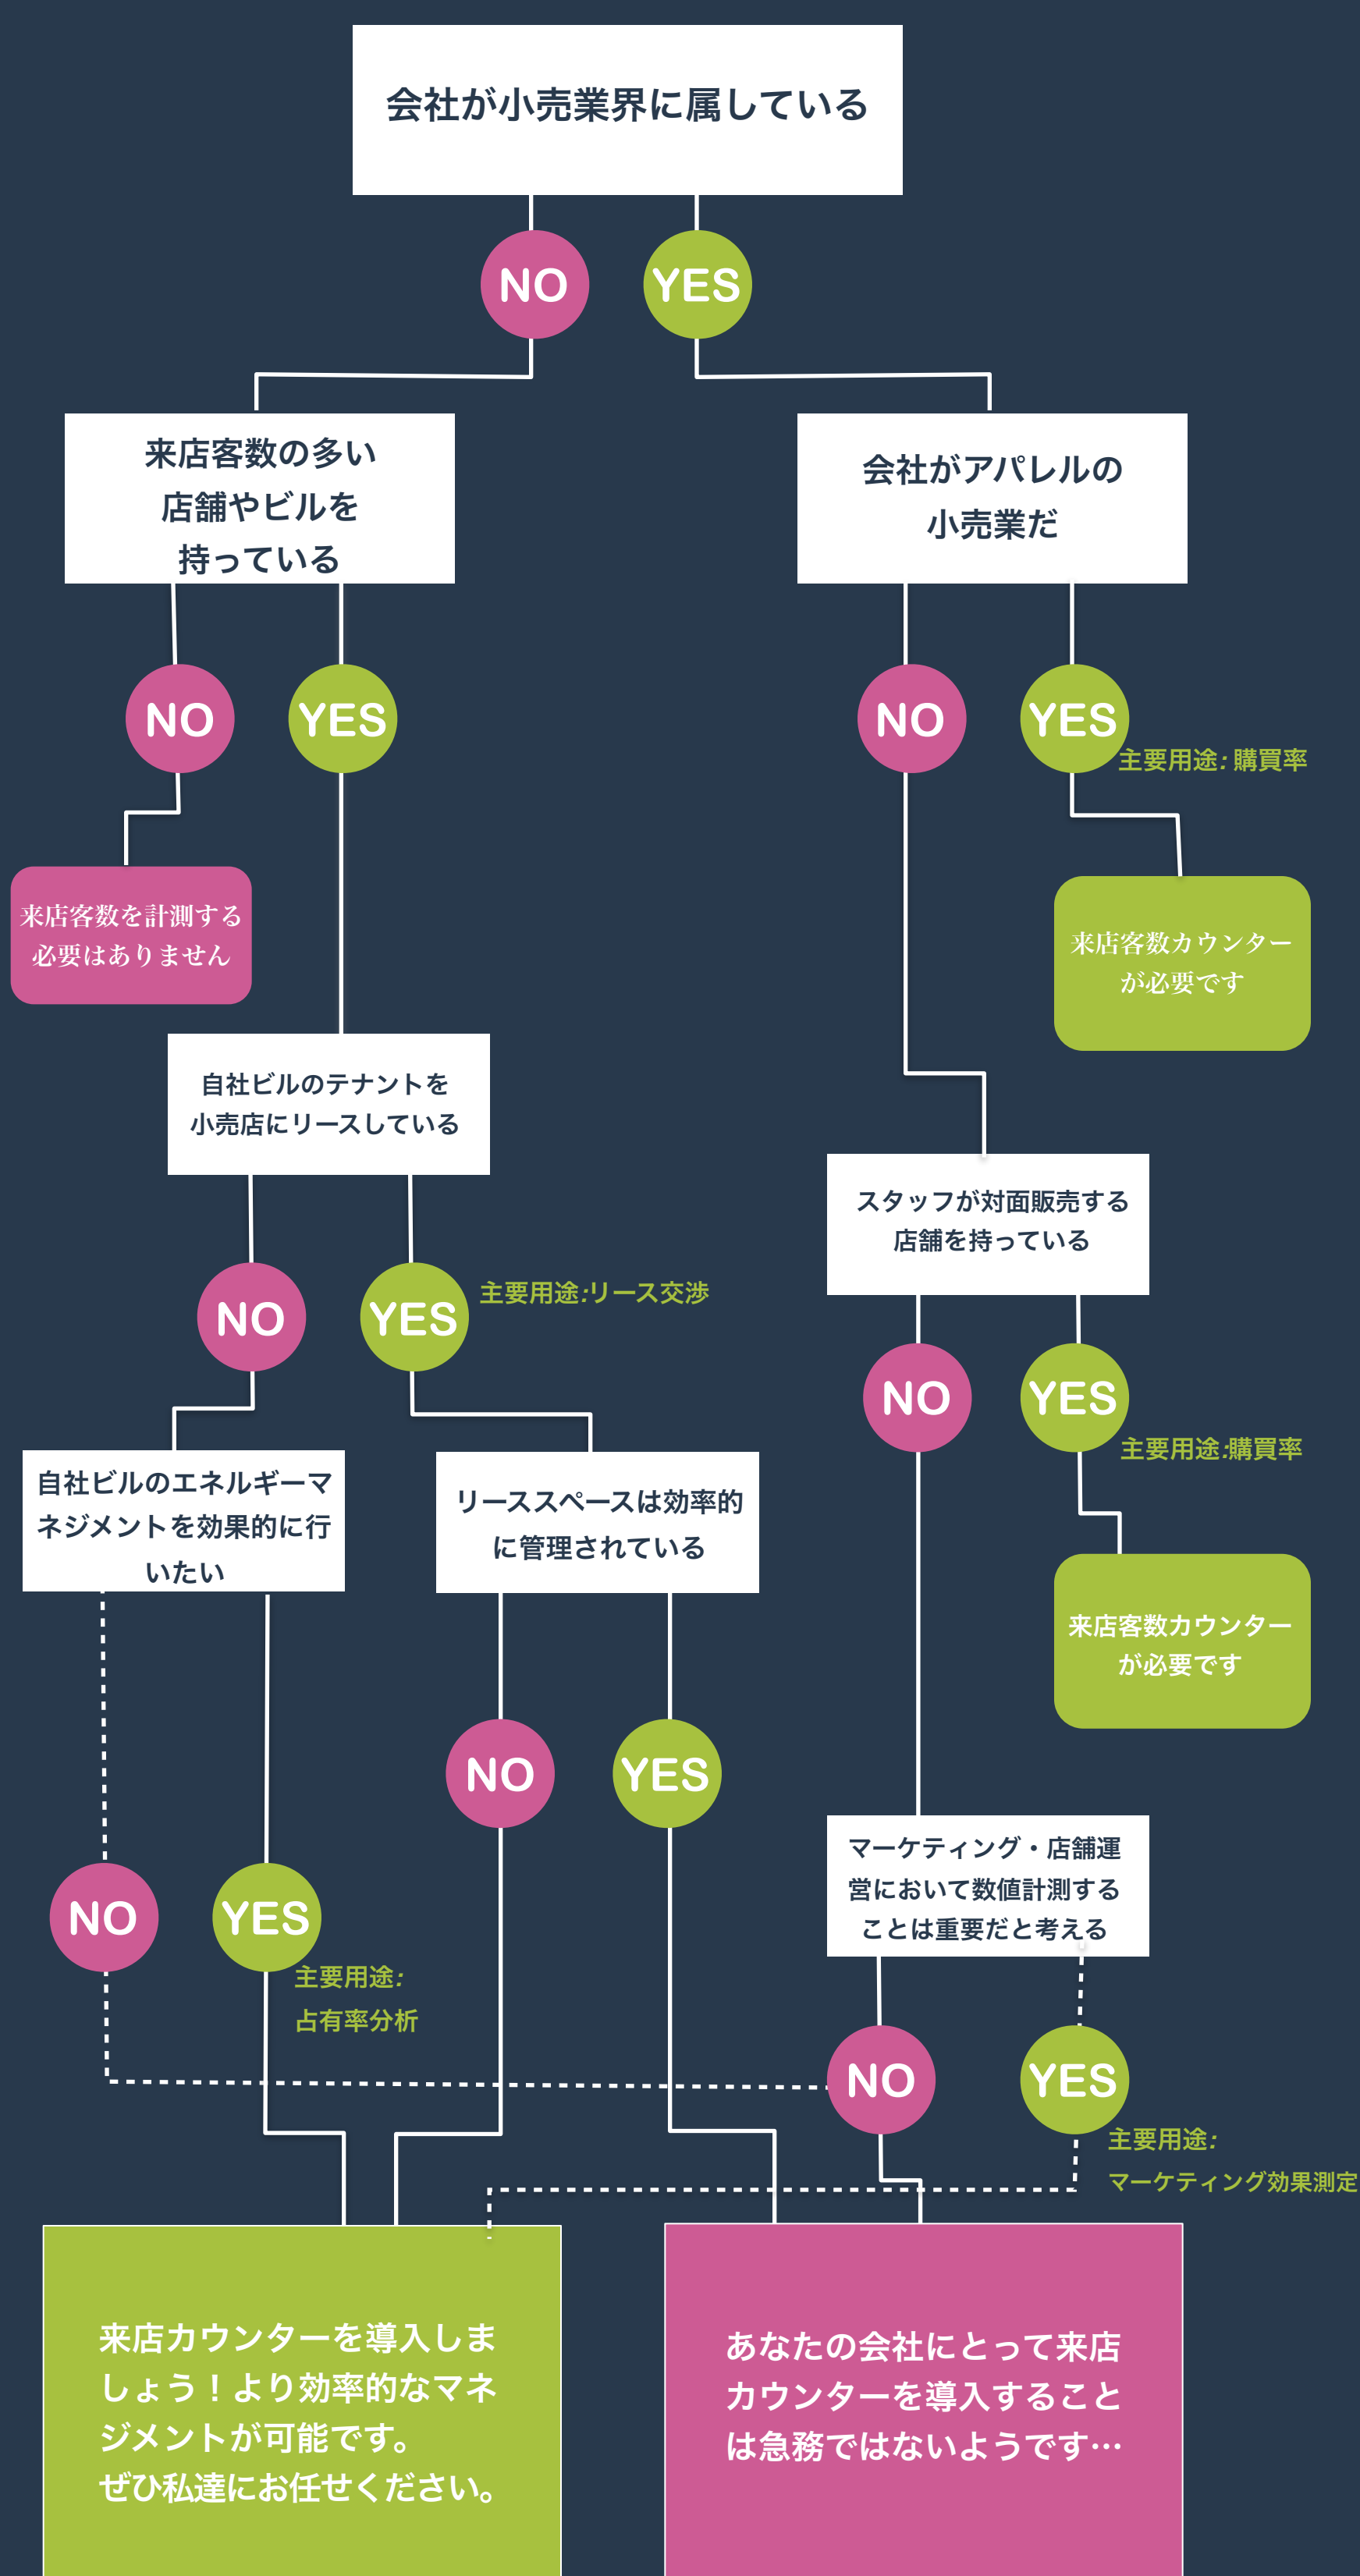 会社が小売業界に属している
NO
YES
来店客数の多い
店舗やビルを
持っている
会社がアパレルの
小売業だ
NO
YES
NO
YES
主要用途: 購買率
来店客数を計測する
必要はありません
来店客数カウンター
が必要です
自社ビルのテナントを
小売店にリースしている
スタッフが対面販売する
店舗を持っている
NO
YES
主要用途:リース交渉
NO
YES
主要用途:購買率
自社ビルのエネルギーマ
ネジメントを効果的に行
いたい
リーススペースは効率的
に管理されている
来店客数カウンター
が必要です
NO
YES
マーケティング・店舗運
営において数値計測する
ことは重要だと考える
NO
YES
主要用途:
占有率分析
NO
YES
主要用途:
マーケティング効果測定
来店カウンターを導入しま
しょう！より効率的なマネ
ジメントが可能です。
ぜひ私達にお任せください。
あなたの会社にとって来店
カウンターを導入すること
は急務ではないようです…